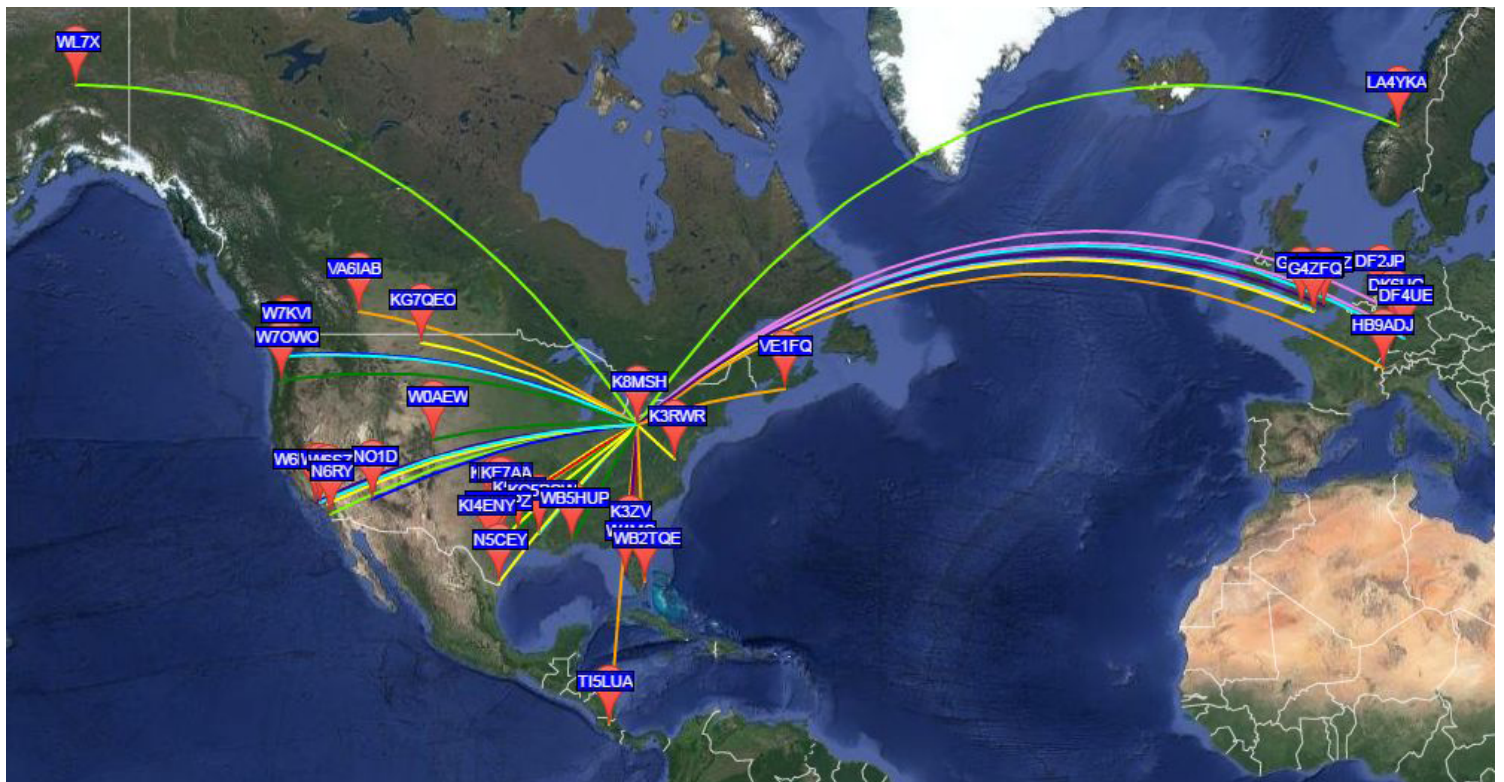 WL7X
LA4YKA
VA6IAB
KG7QEO
W7KVI
W7OWO
G4ZFQ
DF2JP
DF4UE
HB9ADJ
VE1FQ
K8MSH
K3RWR
W0AEW
NO1D
N6RY
KE7AA
WB5HUP
KI4ENY
N5CEY
K3ZV
WB2TQE
TI5LUA